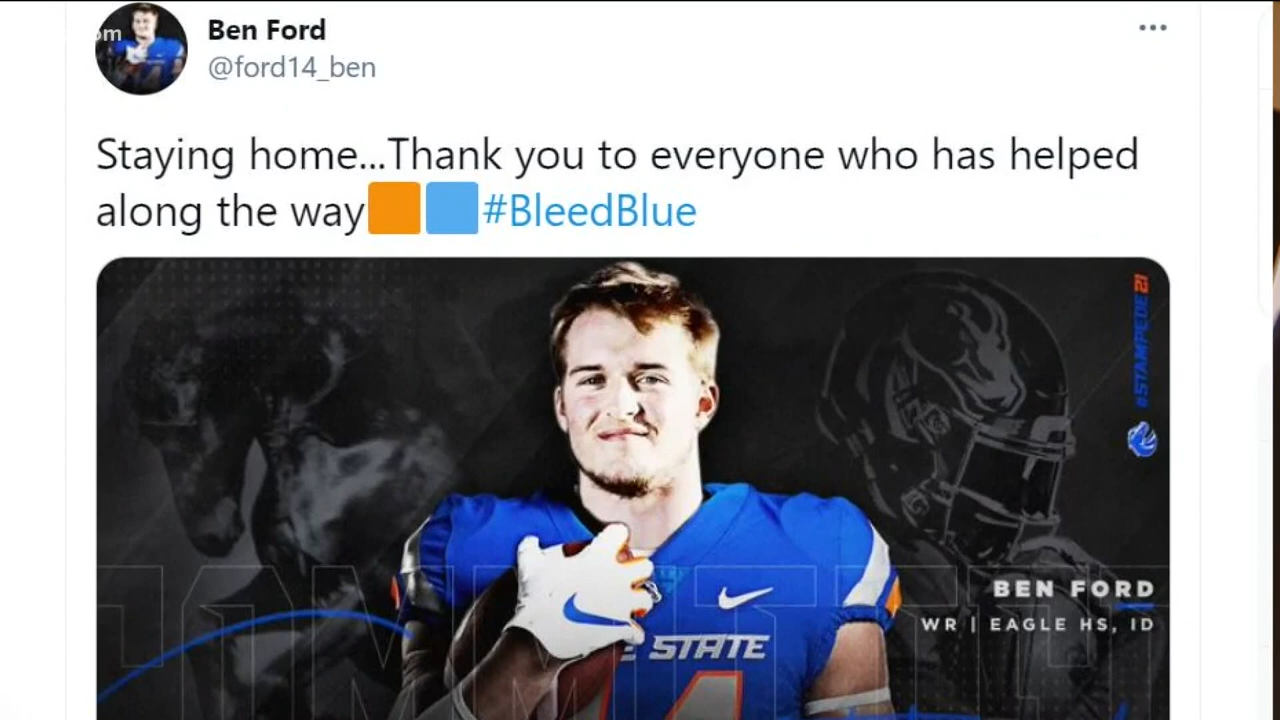 om
Ben Ford
@ford14_ben
Staying home...Thank you to everyone who has helped
along the way🟧🟦#BleedBlue
#STAMPEDE21
BEN FORD
WR | EAGLE HS, ID
STATE